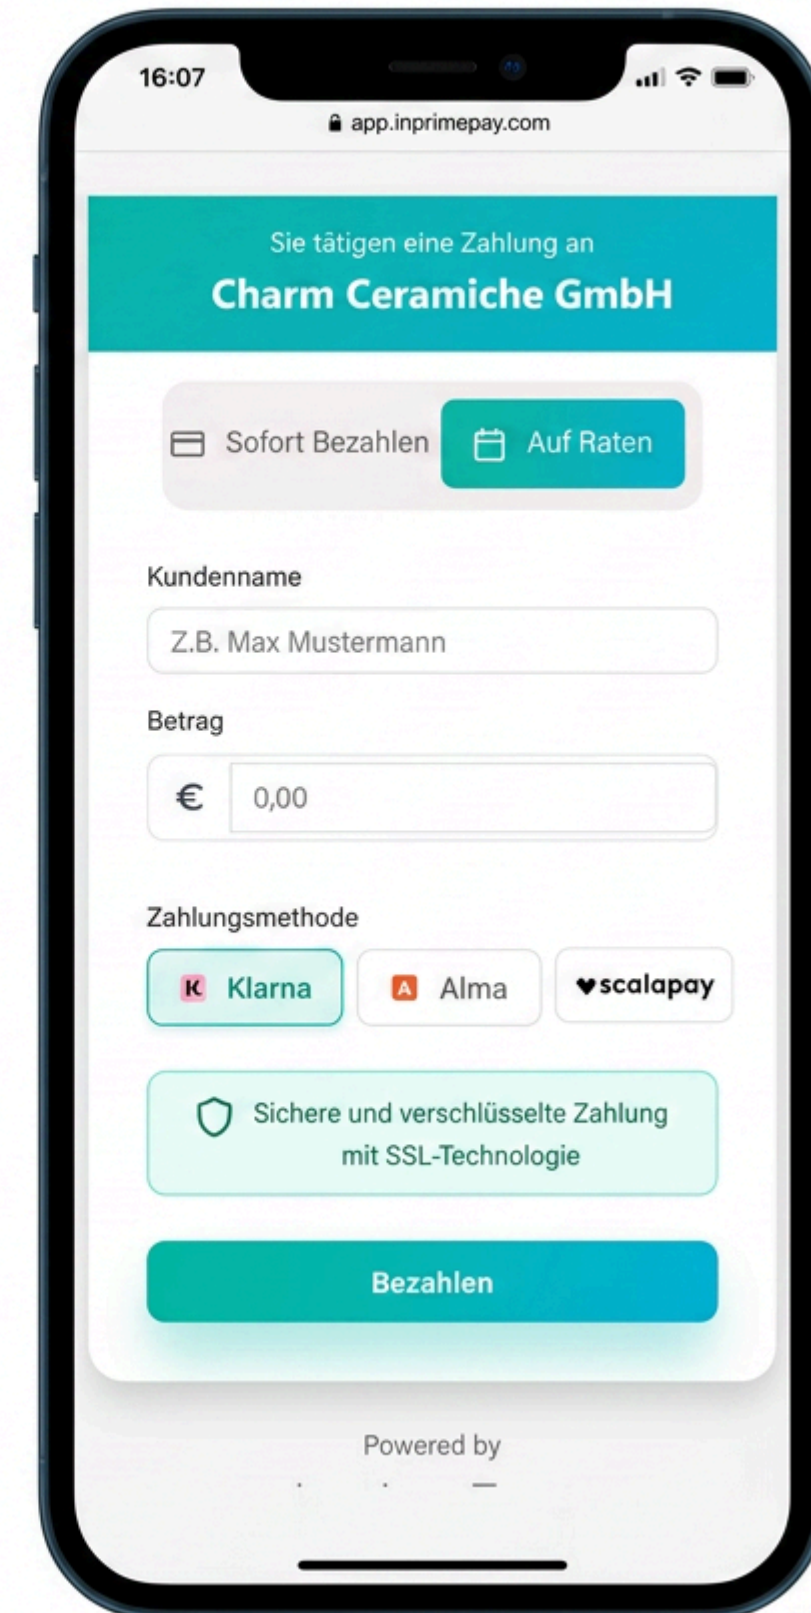 16:07
app.inprimepay.com
Sie tätigen eine Zahlung an
Charm Ceramiche GmbH
Sofort Bezahlen
Auf Raten
Kundenname
Z.B. Max Mustermann
Betrag
€ 0,00
Zahlungsmethode
K Klarna
A Alma
scalapay
Sichere und verschlüsselte Zahlung
mit SSL-Technologie
Bezahlen
Powered by